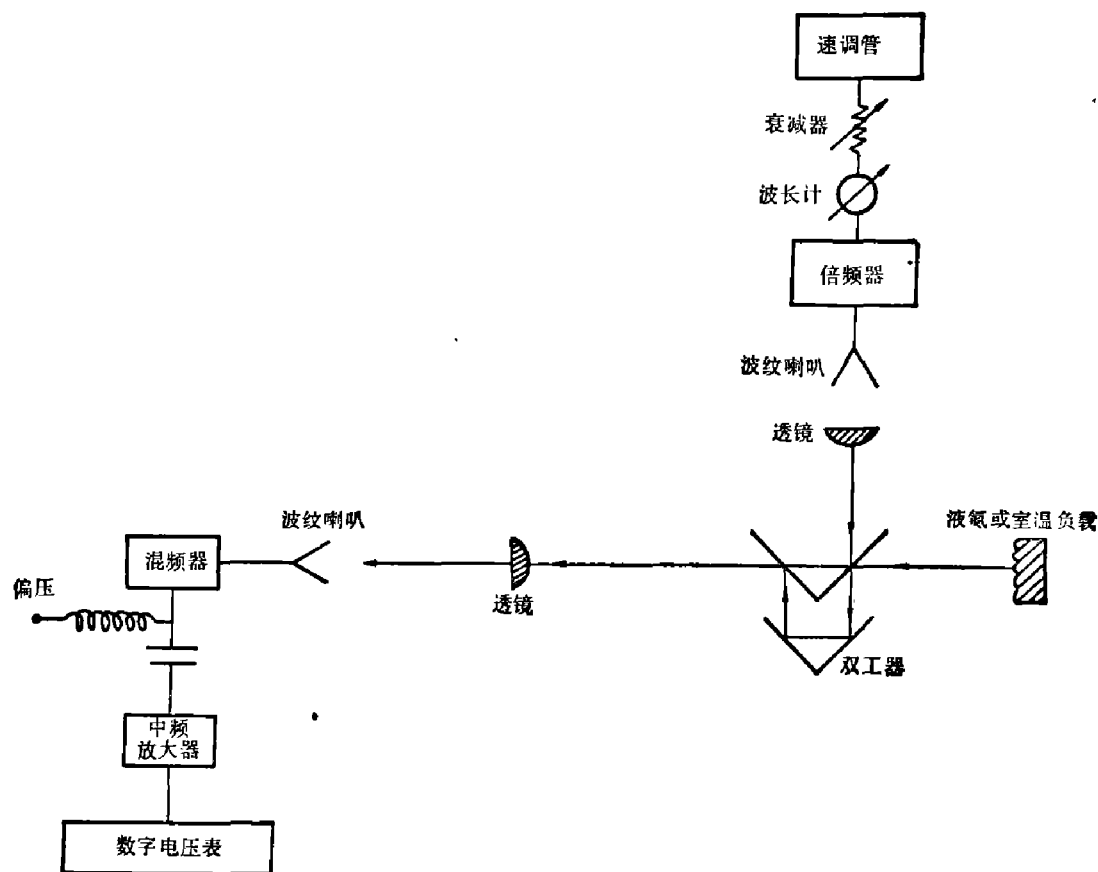 速调管
衰减器
波长计
倍频器
波纹喇叭
透镜
波纹喇叭
液氮或室温负载
混频器
偏压
透镜
双工器
中频
放大器
数字电压表